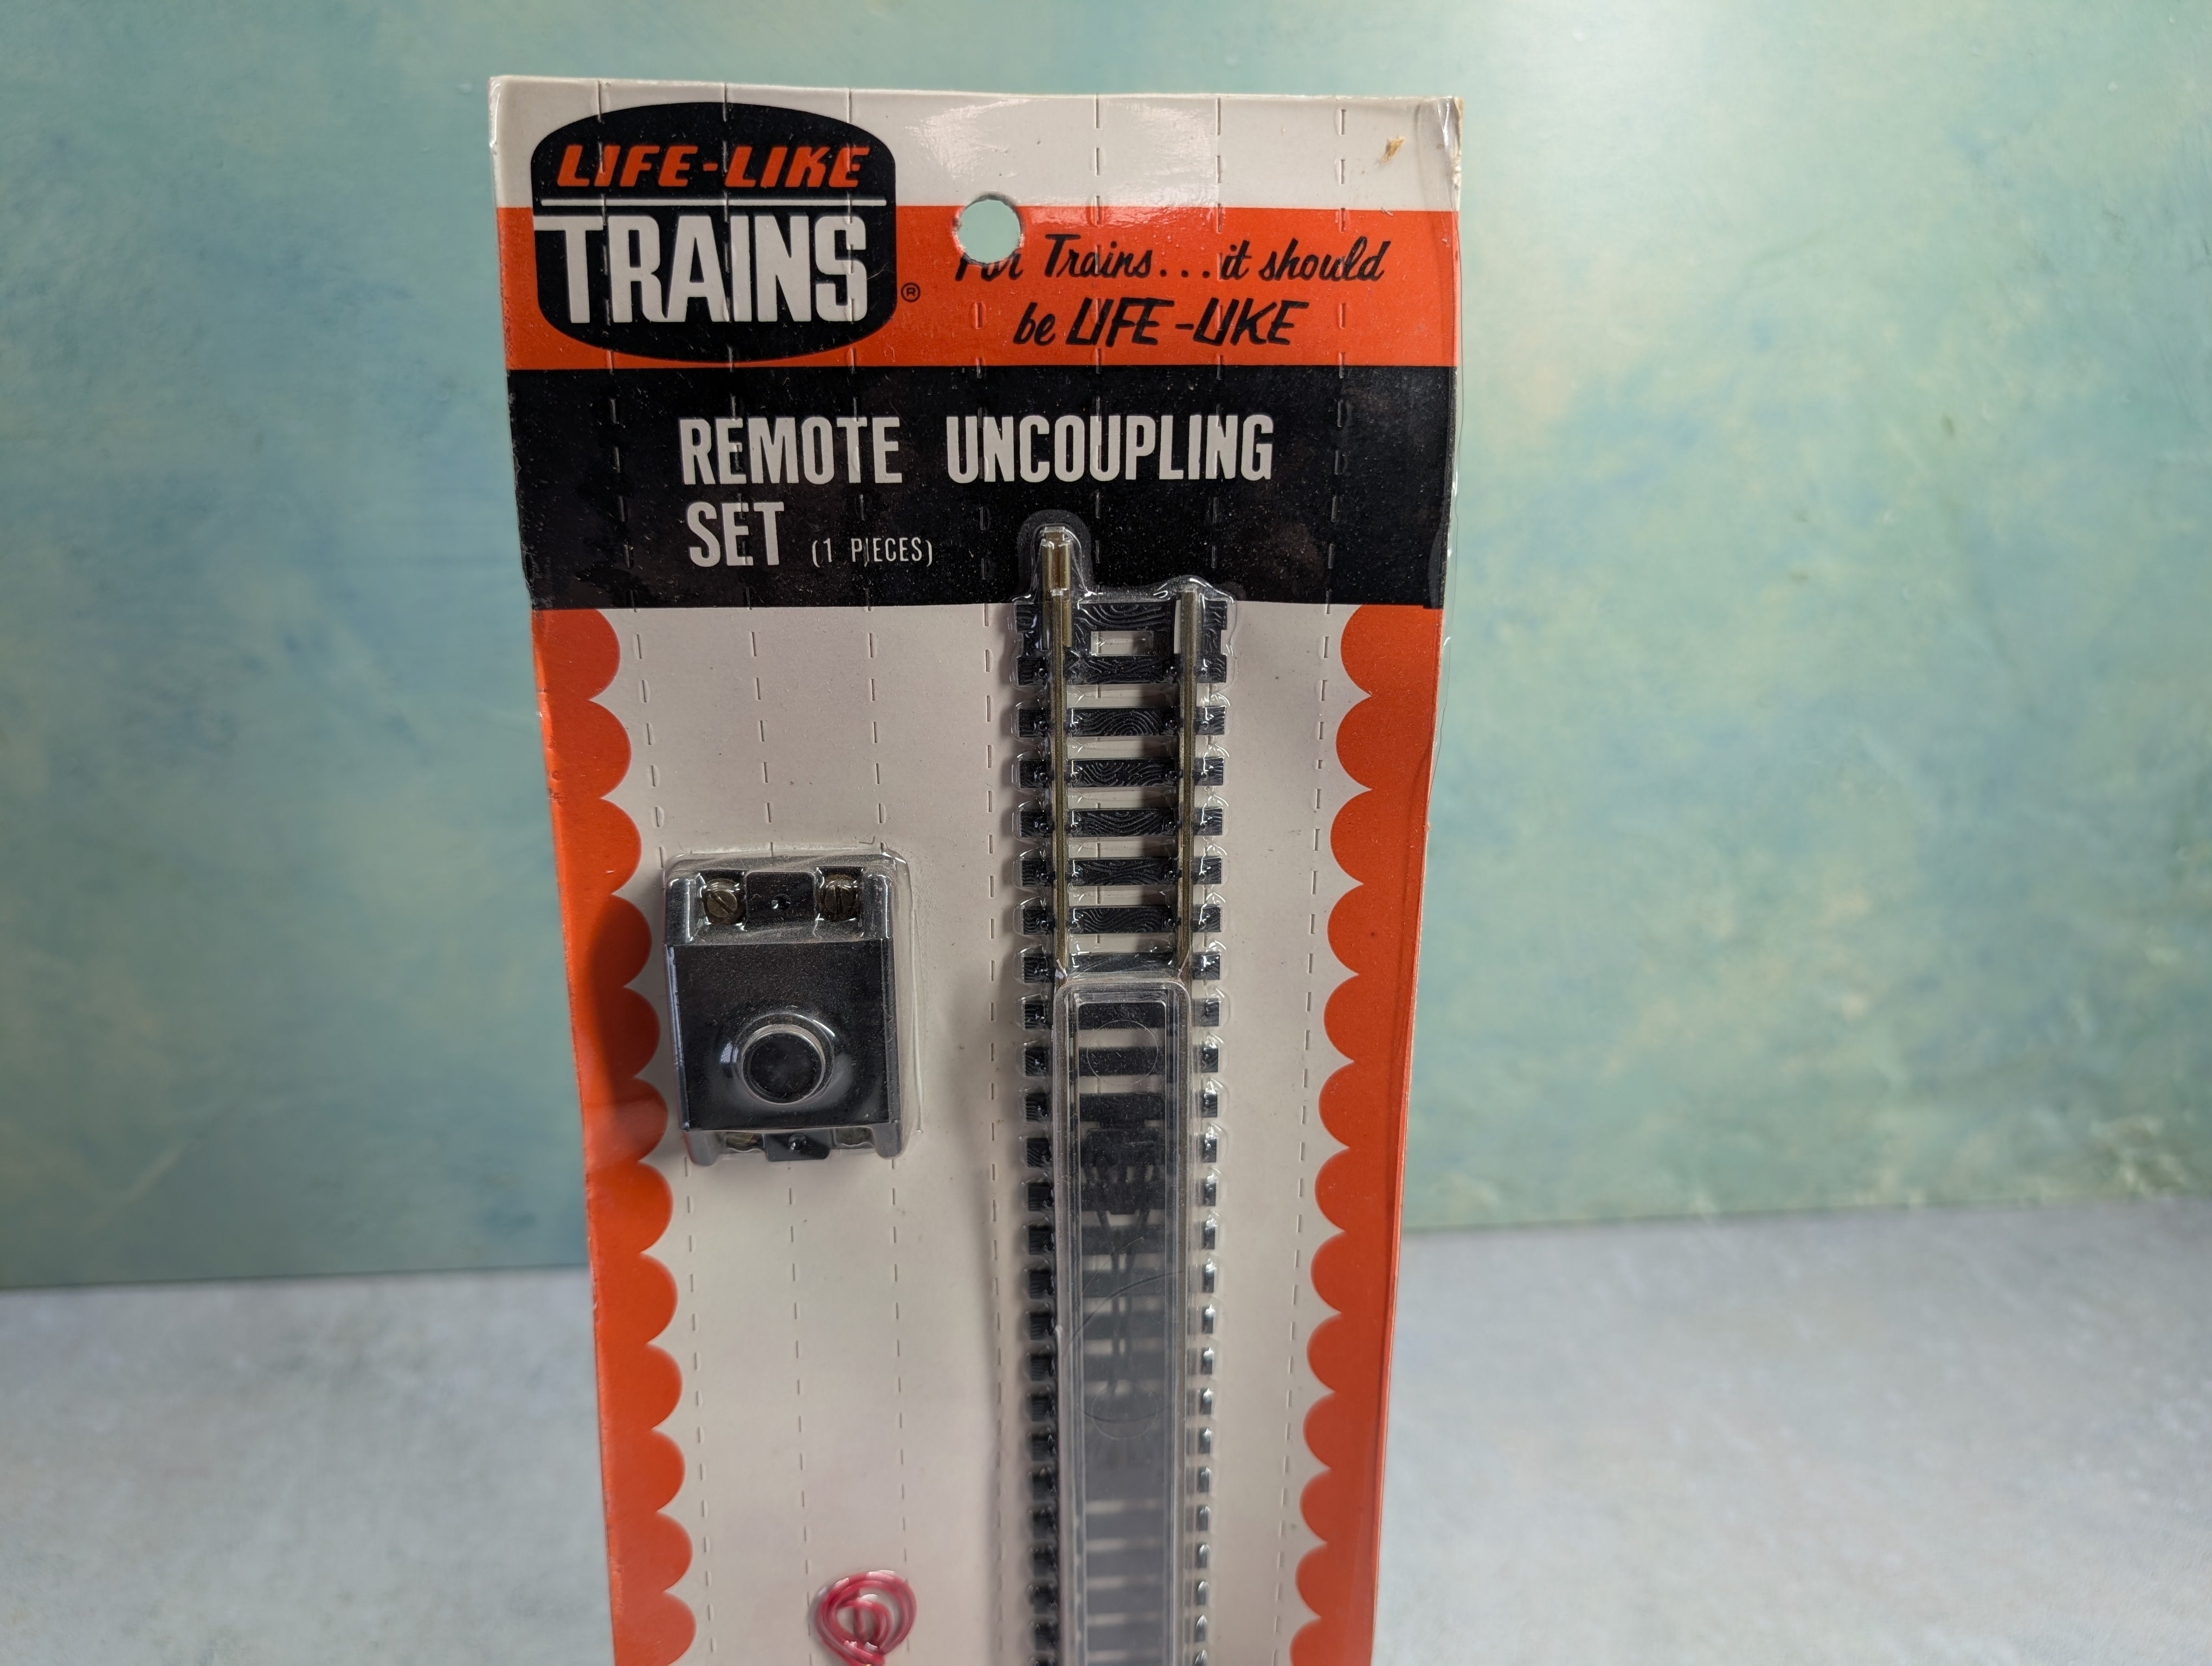 LIFE-LIKE
TRAINS®
For Trains...it should
be LIFE-LIKE
REMOTE UNCOUPLING
SET (1 PIECES)